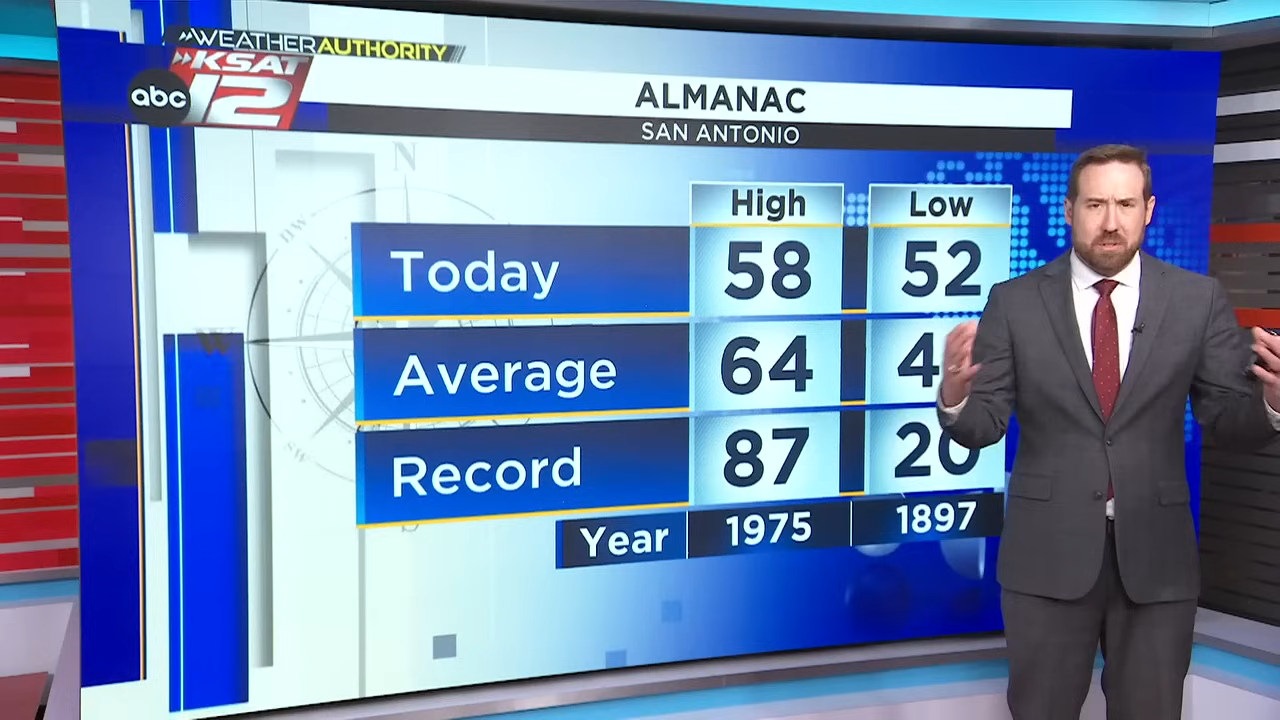 WEATHER AUTHORITY
KSAT
abc 12
ALMANAC
SAN ANTONIO
N
High Low
Today 58 52
W
Average 64
Record 87 20
Year 1975 1897